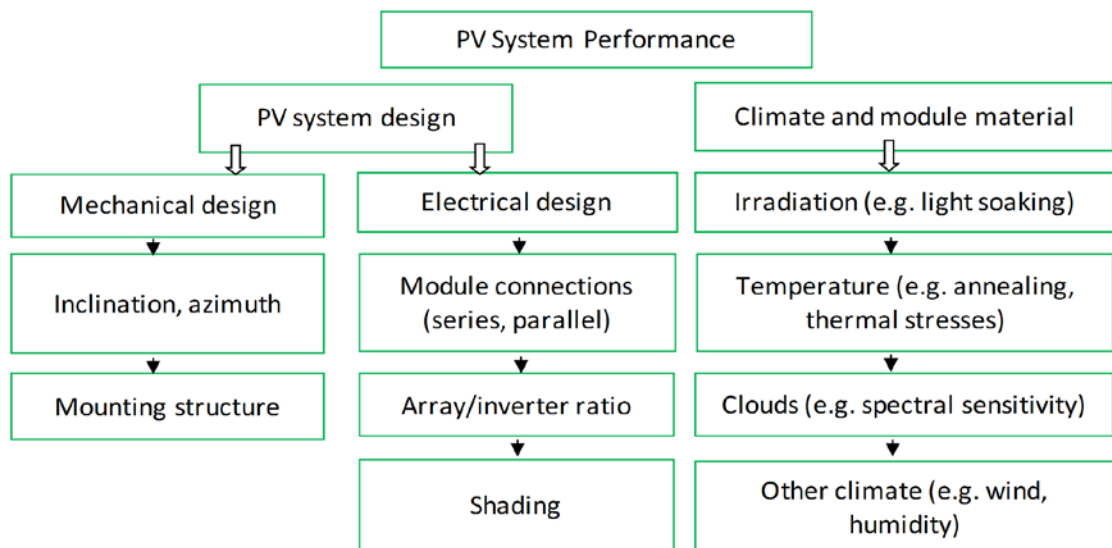 PV System Performance
PV system design
Climate and module material
Mechanical design
Electrical design
Irradiation (e.g. light soaking)
Inclination, azimuth
Module connections
(series, parallel)
Temperature (e.g. annealing,
thermal stresses)
Mounting structure
Array/inverter ratio
Clouds (e.g. spectral sensitivity)
Shading
Other climate (e.g. wind,
humidity)